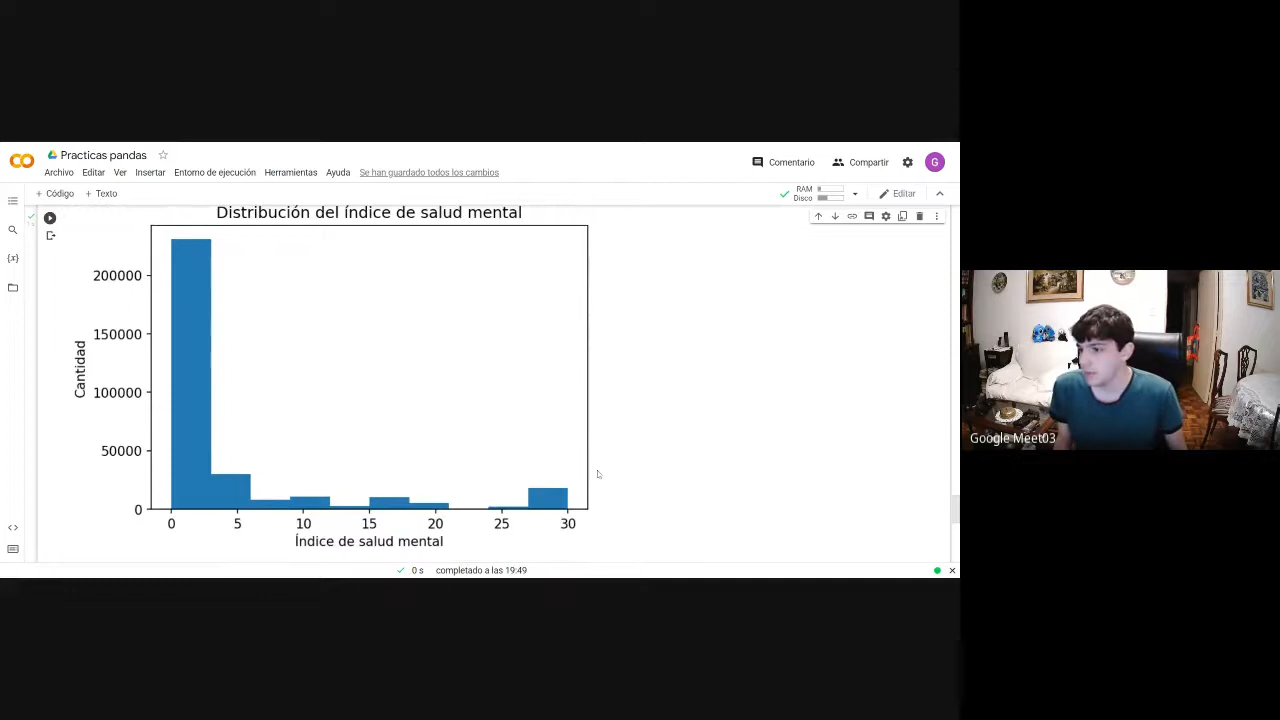 Practicas pandas
Comentario
Compartir
G
Archivo Editar Ver Insertar Entorno de ejecución Herramientas Ayuda Se han guardado todos los cambios
+ Código + Texto
RAM
Disco
Editar
Distribución del índice de salud mental
{x}
200000
150000
100000
50000
0
Cantidad
0 5 10 15 20 25 30
Índice de salud mental
0 s completado a las 19:49
Google Meet03